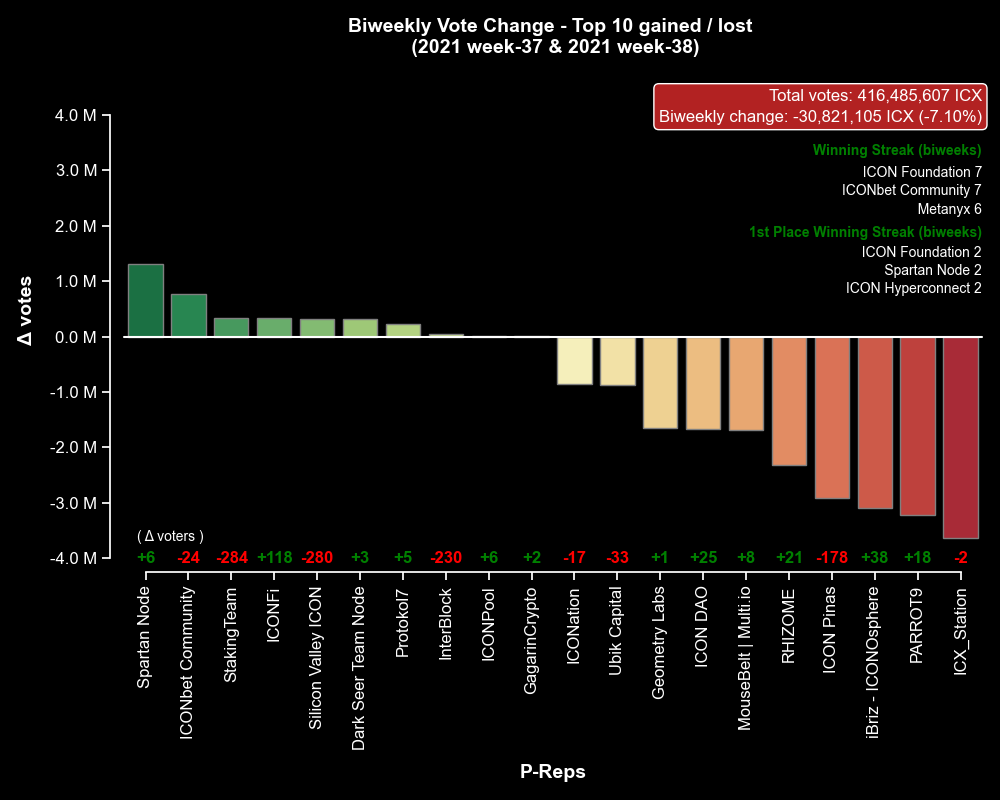 Biweekly Vote Change - Top 10 gained / lost
(2021 week-37 & 2021 week-38)
Total votes: 416,485,607 ICX
Biweekly change: -30,821,105 ICX (-7.10%)
Winning Streak (biweeks)
ICON Foundation 7
ICONbet Community 7
Metanyx 6
1st Place Winning Streak (biweeks)
ICON Foundation 2
Spartan Node 2
ICON Hyperconnect 2
Δ votes
4.0 M
3.0 M
2.0 M
1.0 M
0.0 M
-1.0 M
-2.0 M
-3.0 M
-4.0 M
( Δ voters )
+6 -24 -284 +118 -280 +3 +5 -230 +6 +2 -17 -33 +1 +25 +8 +21 -178 +38 +18 -2
Spartan Node
ICONbet Community
StakingTeam
ICONFi
Silicon Valley ICON
Dark Seer Team Node
Protokol7
InterBlock
ICONPool
GagarinCrypto
ICONation
Ubik Capital
Geometry Labs
ICON DAO
MouseBelt | Multi.io
RHIZOME
ICON Pinas
iBriz - ICONOsphere
PARROT9
ICX_Station
P-Reps